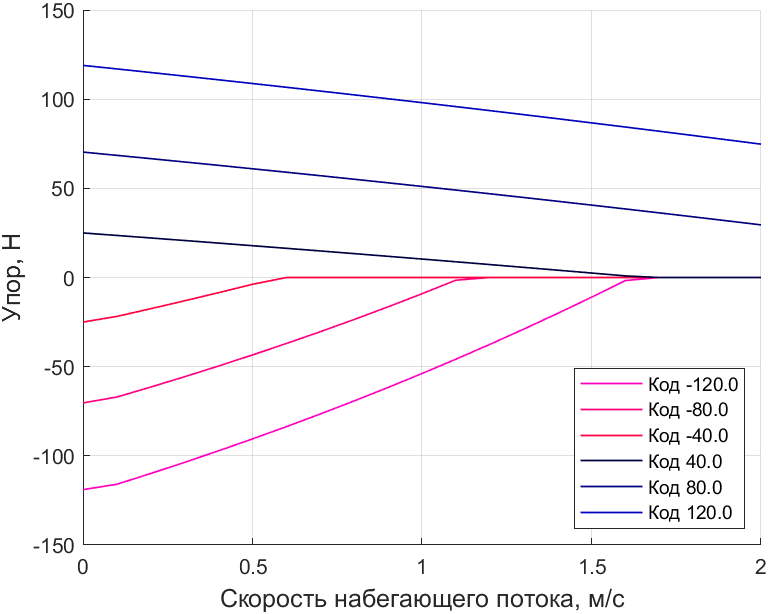 150
100
50
0
-50
-100
-150
Упор, Н
0
0.5
1
1.5
2
Скорость набегающего потока, м/с
Код -120.0
Код -80.0
Код -40.0
Код 40.0
Код 80.0
Код 120.0